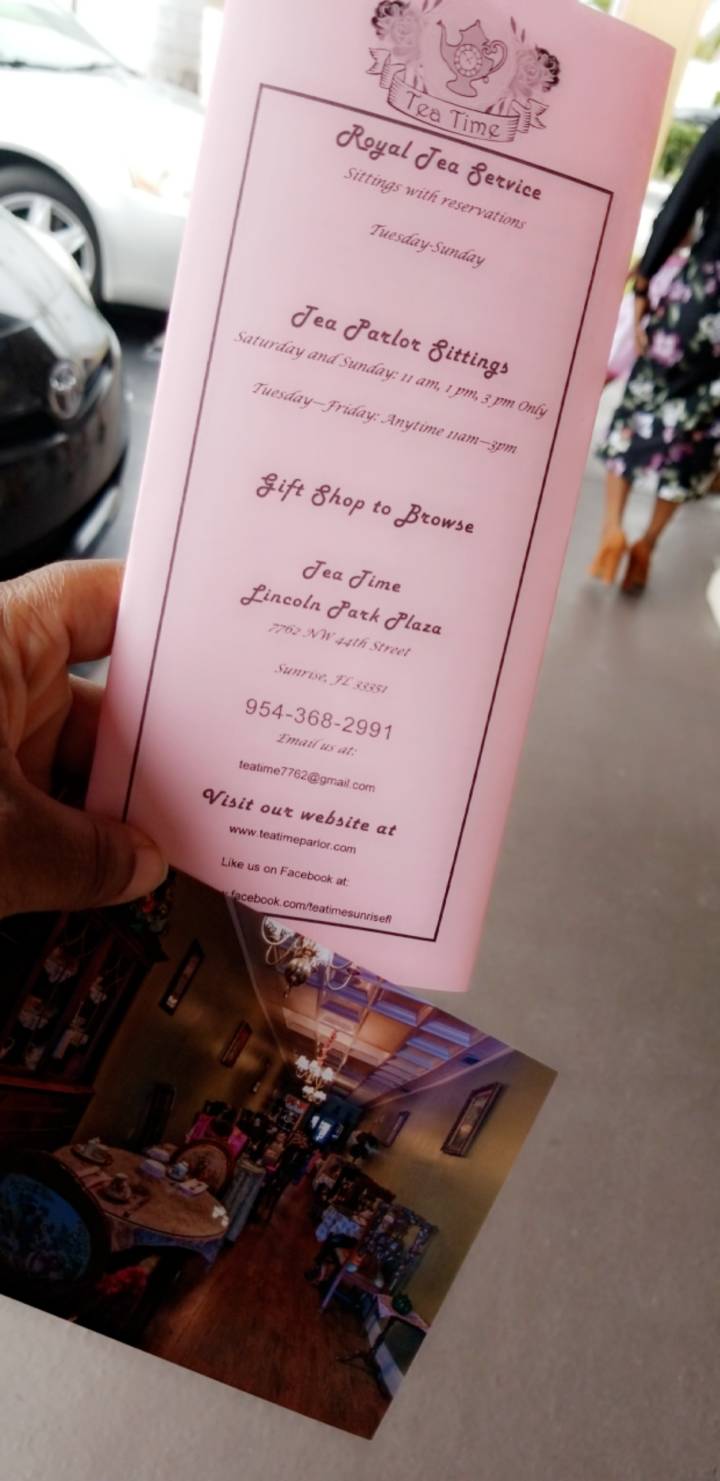 Tea Time
Royal Tea Service
Sittings with reservations
Tuesday-Sunday
Tea Parlor Sittings
Saturday and Sunday: 11 am, 1 pm, 3 pm Only
Tuesday—Friday: Anytime 11am—3pm
Gift Shop to Browse
Tea Time
Lincoln Park Plaza
7762 NW 44th Street
Sunrise, FL 33351
954-368-2991
Email us at:
teatime7762@gmail.com
Visit our website at
www.teatimeparlor.com
Like us on Facebook at:
.facebook.com/teatimesunrisefl